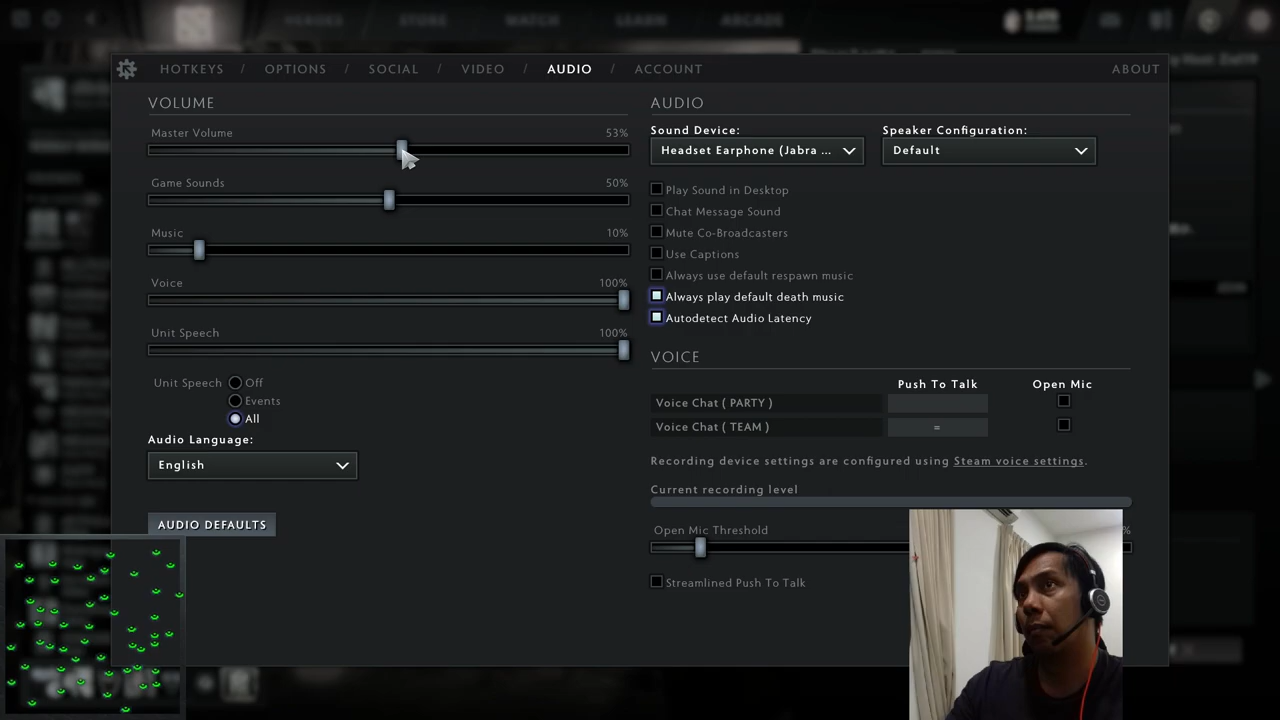 HEROES STORE WATCH LEARN ARCADE
HOTKEYS / OPTIONS / SOCIAL / VIDEO / AUDIO / ACCOUNT ABOUT
VOLUME
Master Volume 53%
Game Sounds 50%
Music 10%
Voice 100%
Unit Speech 100%
Unit Speech Off
Events
All
Audio Language:
English
AUDIO DEFAULTS
AUDIO
Sound Device: Speaker Configuration:
Headset Earphone (Jabra ... Default
Play Sound in Desktop
Chat Message Sound
Mute Co-Broadcasters
Use Captions
Always use default respawn music
Always play default death music
Autodetect Audio Latency
VOICE
Push To Talk Open Mic
Voice Chat ( PARTY )
Voice Chat ( TEAM ) =
Recording device settings are configured using Steam voice settings.
Current recording level
Open Mic Threshold %
Streamlined Push To Talk